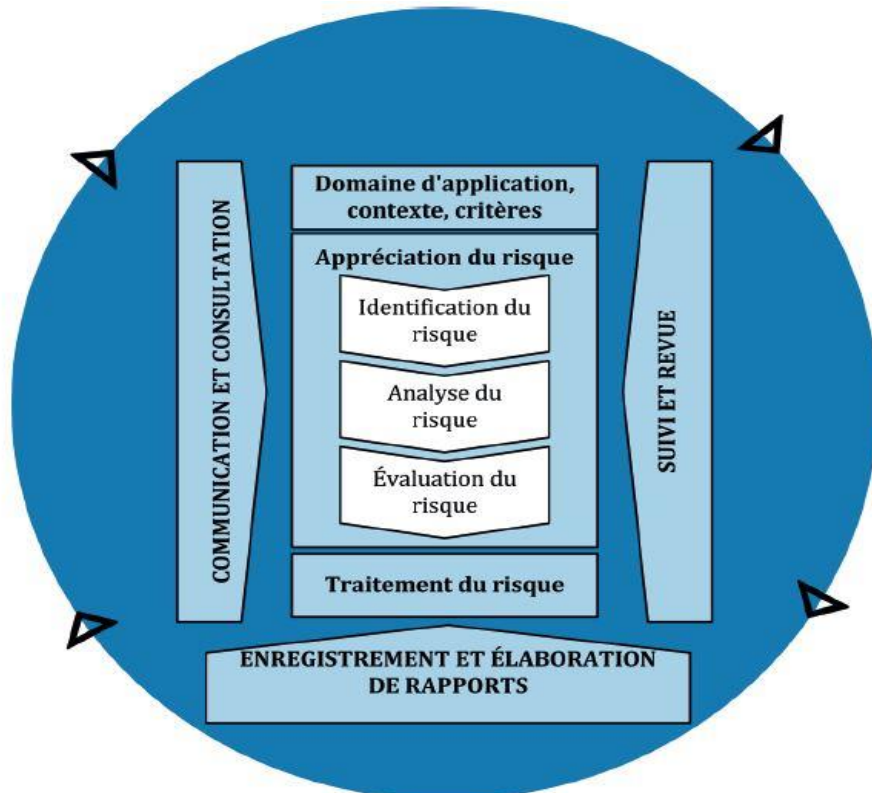 Domaine d'application,
contexte, critères
Appréciation du risque
Identification du
risque
Analyse du
risque
Évaluation du
risque
Traitement du risque
COMMUNICATION ET CONSULTATION
SUIVI ET REVUE
ENREGISTREMENT ET ÉLABORATION
DE RAPPORTS